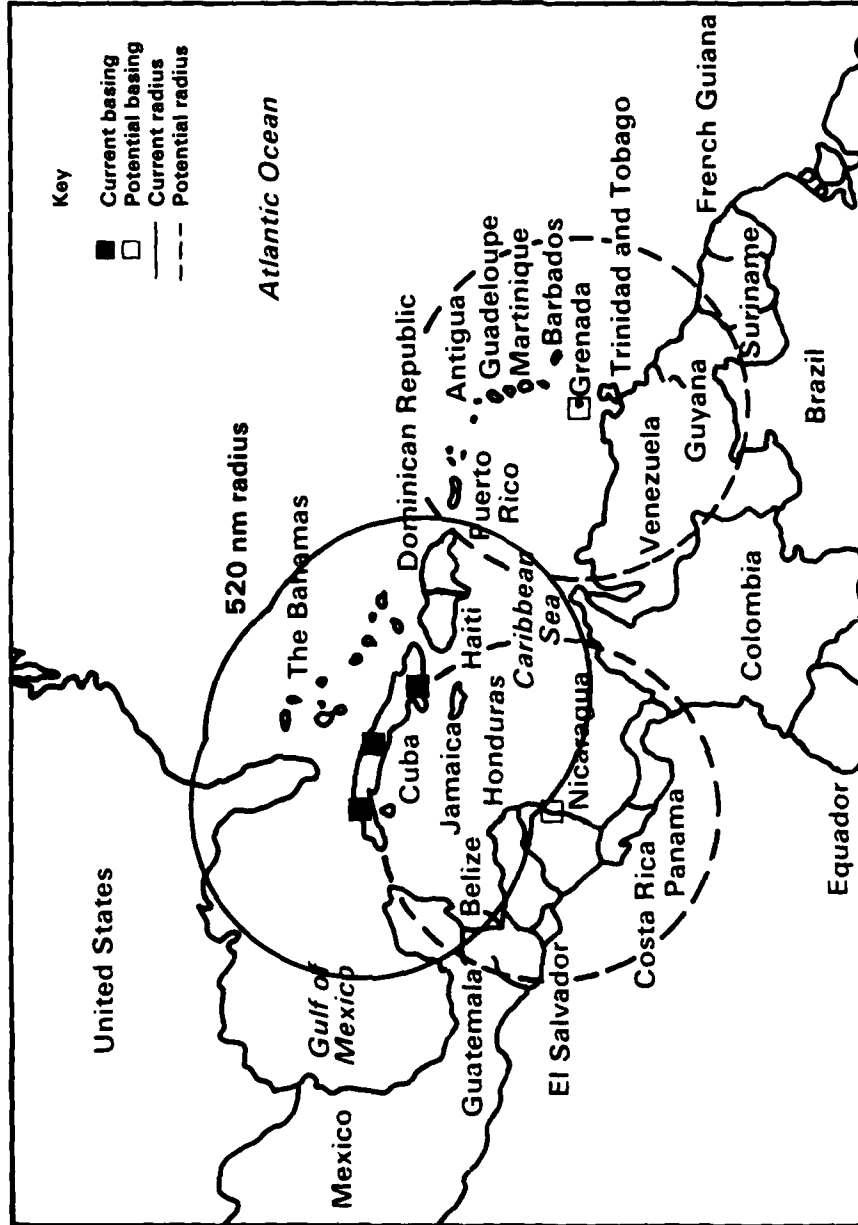 Key
Current basing
Potential basing
Current radius
Potential radius
United States
Atlantic Ocean
520 nm radius
The Bahamas
Gulf of
Mexico
Mexico
Cuba
Dominican Republic
Haiti
Puerto
Rico
Antigua
Guadeloupe
Martinique
Barbados
Grenada
Trinidad and Tobago
Jamaica
Belize
Honduras
Caribbean
Sea
Guatemala
El Salvador
Nicaragua
Costa Rica
Panama
Venezuela
Guyana
Suriname
French Guiana
Colombia
Brazil
Equador